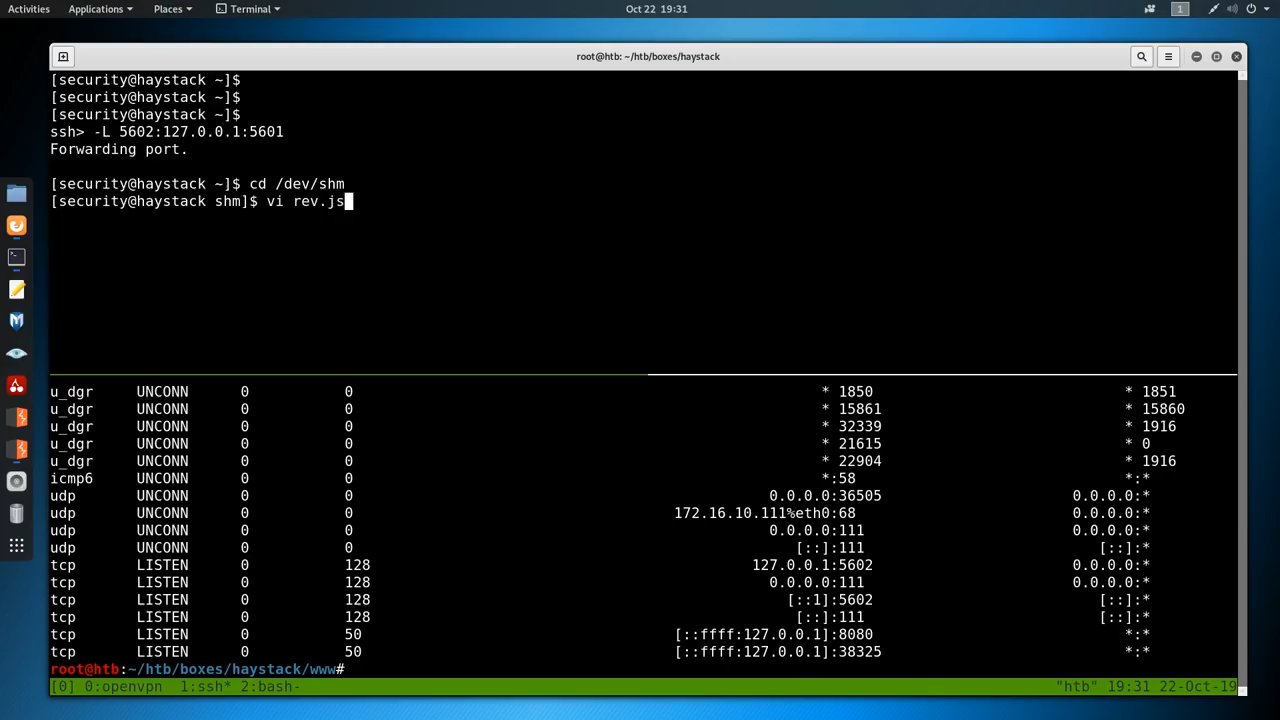 Activities Applications Places Terminal Oct 22 19:31 1
root@htb: ~/htb/boxes/haystack
[security@haystack ~]$
[security@haystack ~]$
[security@haystack ~]$
ssh> -L 5602:127.0.0.1:5601
Forwarding port.
[security@haystack ~]$ cd /dev/shm
[security@haystack shm]$ vi rev.js
u_dgr UNCONN 0 0 * 1850 * 1851
u_dgr UNCONN 0 0 * 15861 * 15860
u_dgr UNCONN 0 0 * 32339 * 1916
u_dgr UNCONN 0 0 * 21615 * 0
u_dgr UNCONN 0 0 * 22904 * 1916
icmp6 UNCONN 0 0 *:58 *:*
udp UNCONN 0 0 0.0.0.0:36505 0.0.0.0:*
udp UNCONN 0 0 172.16.10.111%eth0:68 0.0.0.0:*
udp UNCONN 0 0 0.0.0.0:111 0.0.0.0:*
udp UNCONN 0 0 [::]:111 [::]:*
tcp LISTEN 0 128 127.0.0.1:5602 0.0.0.0:*
tcp LISTEN 0 128 0.0.0.0:111 0.0.0.0:*
tcp LISTEN 0 128 [::1]:5602 [::]:*
tcp LISTEN 0 128 [::]:111 [::]:*
tcp LISTEN 0 50 [::ffff:127.0.0.1]:8080 *:*
tcp LISTEN 0 50 [::ffff:127.0.0.1]:38325 *:*
root@htb:~/htb/boxes/haystack/www#
[0] 0:openvpn 1:ssh* 2:bash- "htb" 19:31 22-Oct-19